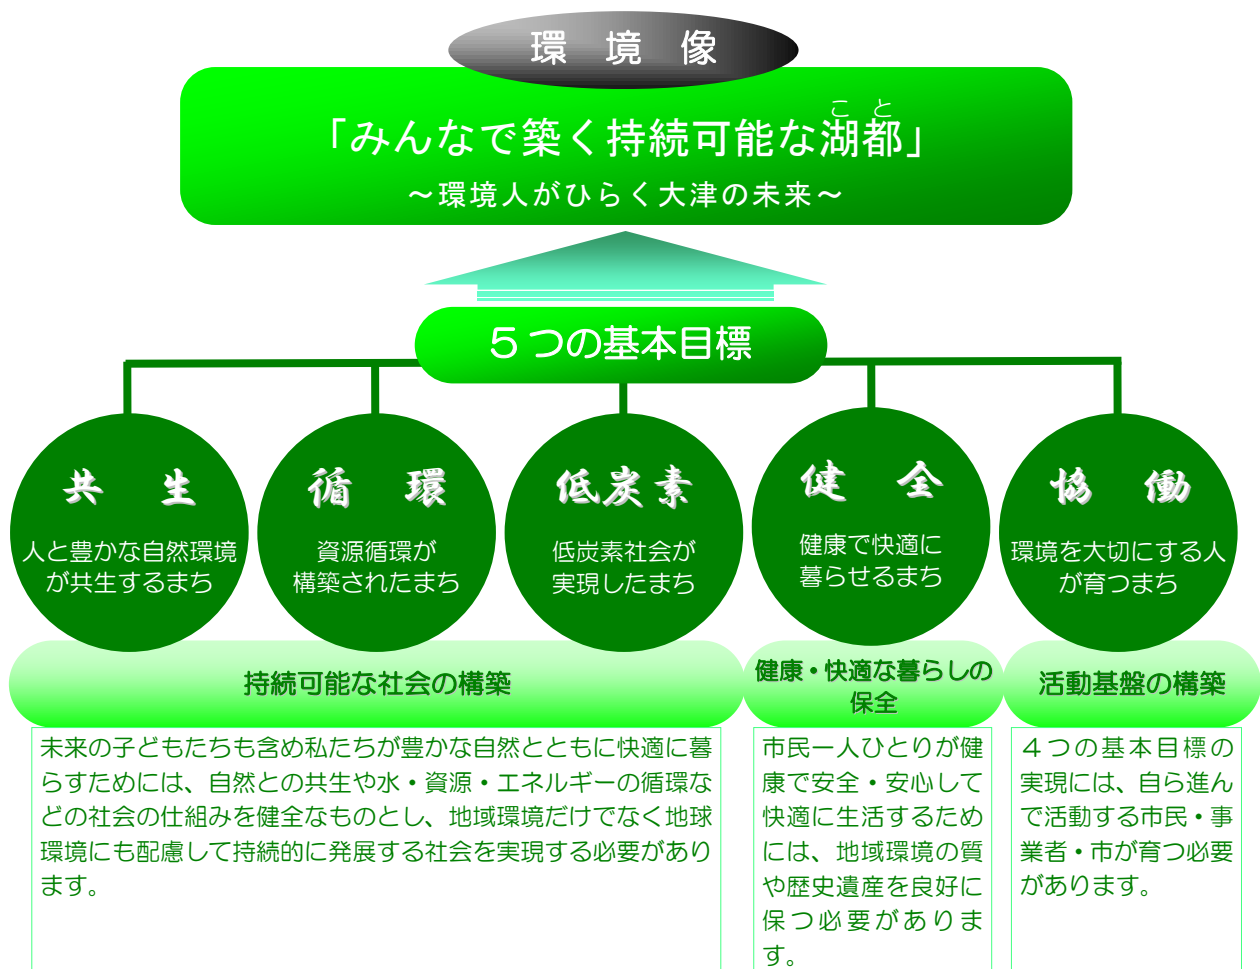 環　境　像
こ　と
「みんなで築く持続可能な湖都」
～環境人がひらく大津の未来～
５つの基本目標
共　生
人と豊かな自然環境
が共生するまち
循　環
資源循環が
構築されたまち
低炭素
低炭素社会が
実現したまち
健　全
健康で快適に
暮らせるまち
協　働
環境を大切にする人
が育つまち
持続可能な社会の構築
未来の子どもたちも含め私たちが豊かな自然とともに快適に暮
らすためには、自然との共生や水・資源・エネルギーの循環な
どの社会の仕組みを健全なものとし、地域環境だけでなく地球
環境にも配慮して持続的に発展する社会を実現する必要があり
ます。
健康・快適な暮らしの
保全
市民一人ひとりが健
康で安全・安心して
快適に生活するため
には、地域環境の質
や歴史遺産を良好に
保つ必要がありま
す。
活動基盤の構築
４つの基本目標の
実現には、自ら進ん
で活動する市民・事
業者・市が育つ必要
があります。